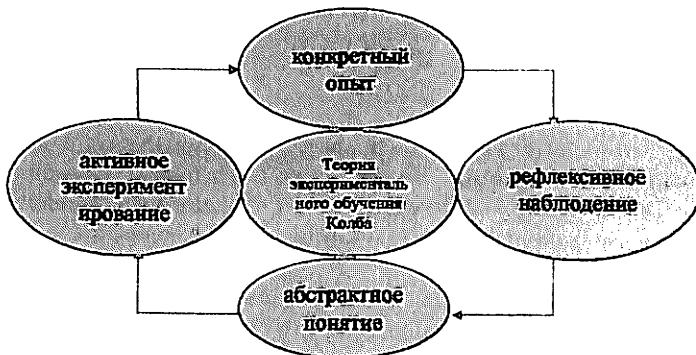 конкретный
опыт
активное
эксперимент
ирование
Теория
эксперименталь
ного обучения
Колба
рефлексивное
наблюдение
абстрактное
понятие